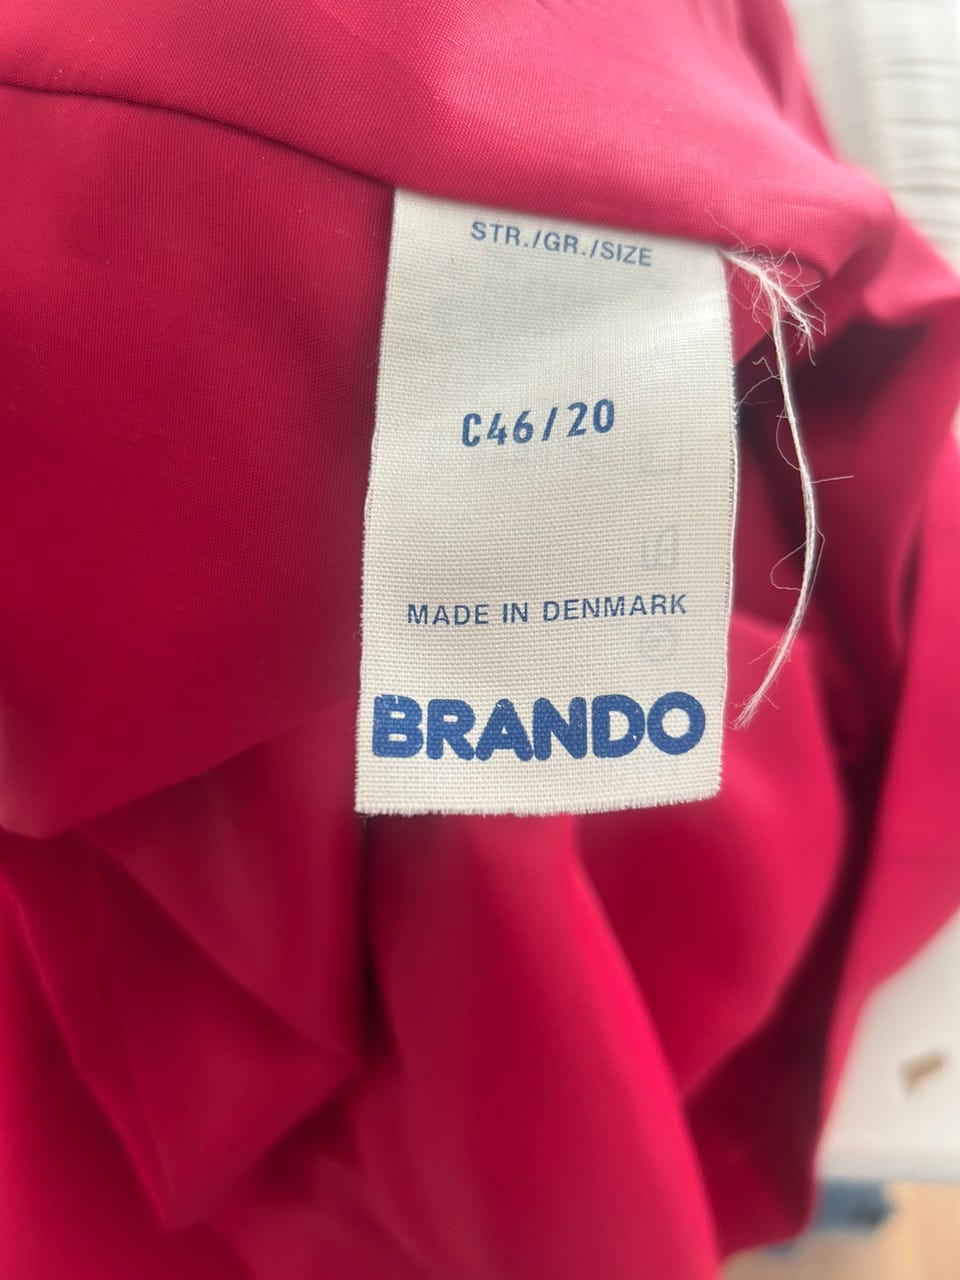 STR./GR./SIZE
C46/20
MADE IN DENMARK
BRANDO